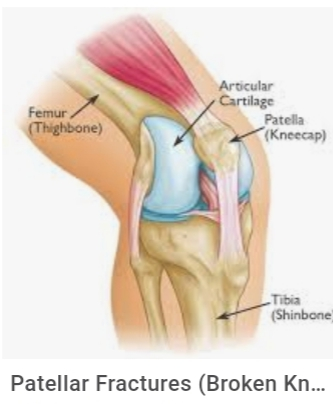 Articular
Cartilage
Femur
(Thighbone)
Patella
(Kneecap)
Tibia
(Shinbone
Patellar Fractures (Broken Kn...